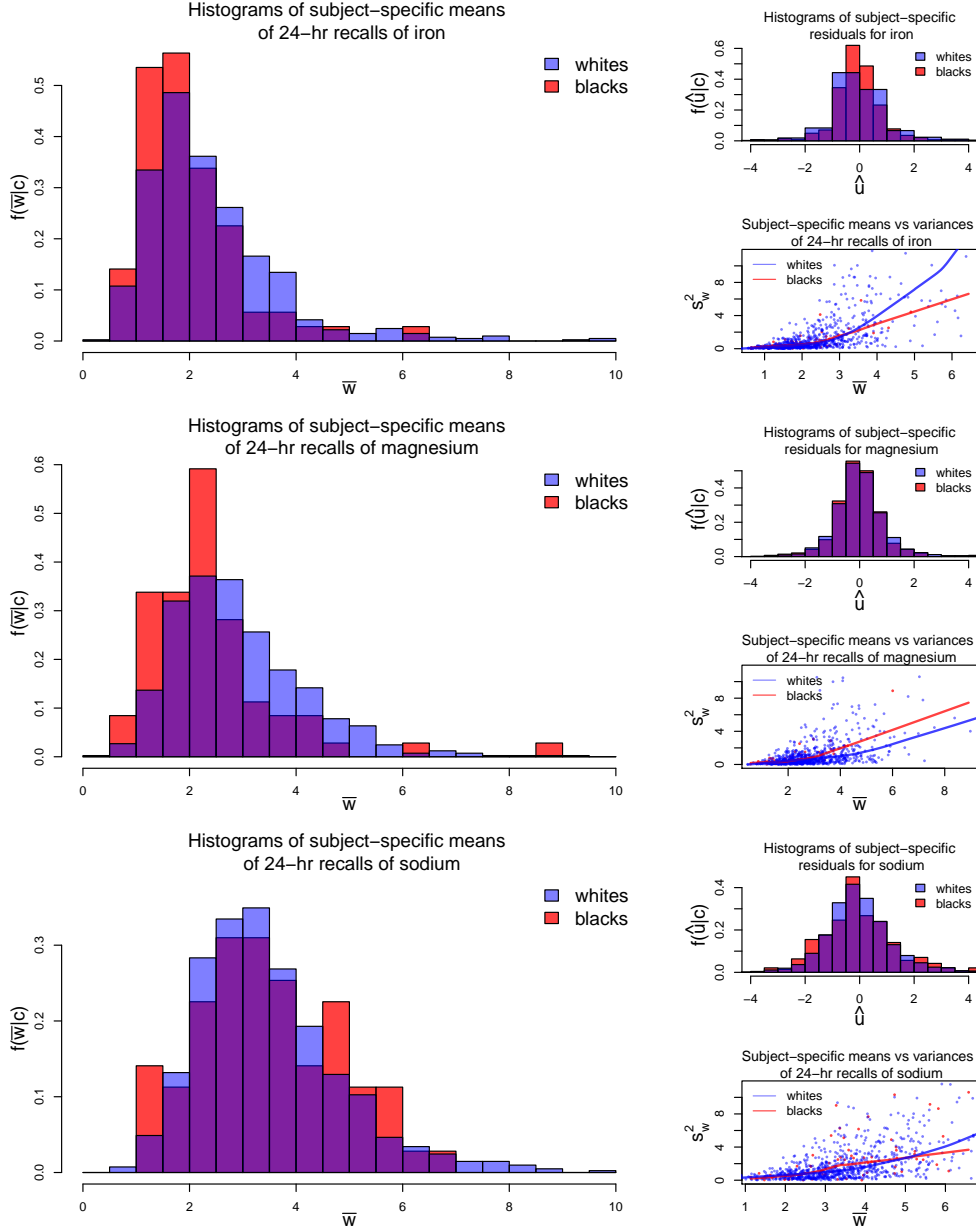 Histograms of subject−specific means
of 24−hr recalls of iron
f(w̅|c)
0.0 0.1 0.2 0.3 0.4 0.5
whites
blacks
0 2 4 6 8 10
w̅
Histograms of subject−specific
residuals for iron
f(û|c)
0.0 0.2 0.6
whites
blacks
−4 −2 0 2 4
û
Subject−specific means vs variances
of 24−hr recalls of iron
s²w
0 4 8
whites
blacks
1 2 3 4 5 6
w̅
Histograms of subject−specific means
of 24−hr recalls of magnesium
f(w̅|c)
0.0 0.1 0.2 0.3 0.4 0.5 0.6
whites
blacks
0 2 4 6 8 10
w̅
Histograms of subject−specific
residuals for magnesium
f(û|c)
0.0 0.2 0.4
whites
blacks
−4 −2 0 2 4
û
Subject−specific means vs variances
of 24−hr recalls of magnesium
s²w
0 4 8
whites
blacks
2 4 6 8
w̅
Histograms of subject−specific means
of 24−hr recalls of sodium
f(w̅|c)
0.0 0.1 0.2 0.3
whites
blacks
0 2 4 6 8 10
w̅
Histograms of subject−specific
residuals for sodium
f(û|c)
0.0 0.2 0.4
whites
blacks
−4 −2 0 2 4
û
Subject−specific means vs variances
of 24−hr recalls of sodium
s²w
0 4 8
whites
blacks
1 2 3 4 5 6
w̅